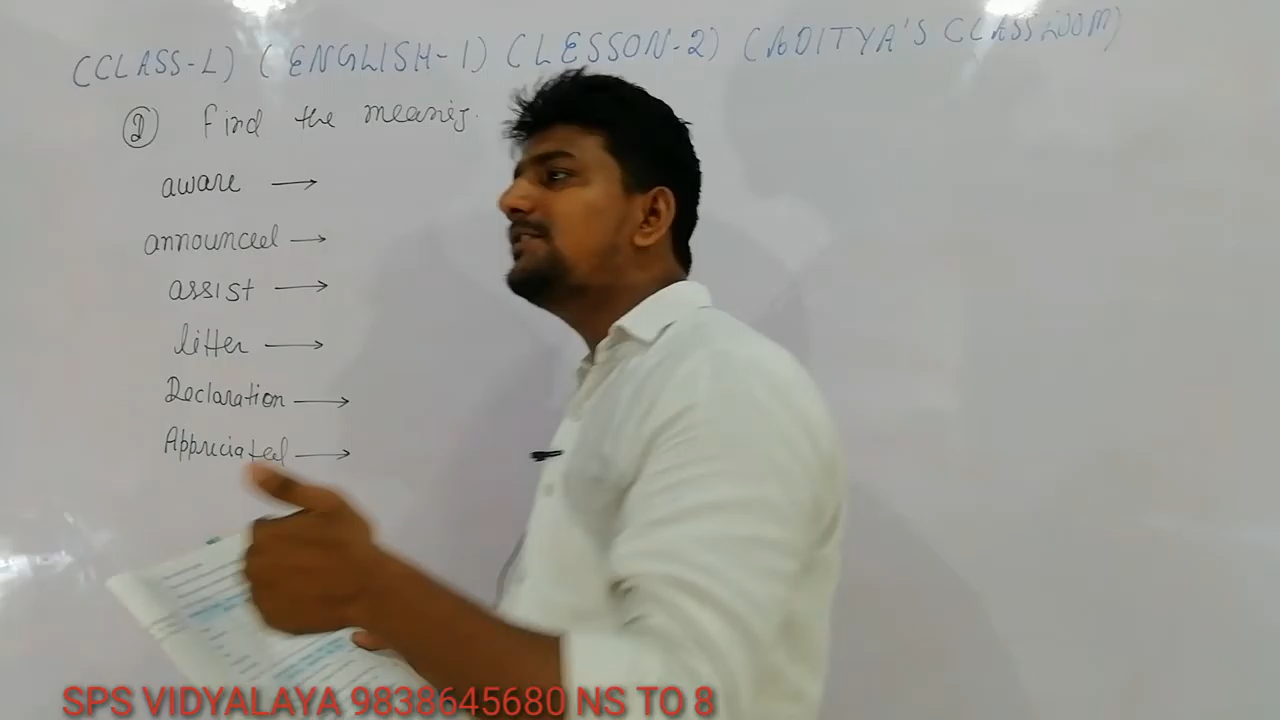 (CLASS-L) (ENGLISH-1) (LESSON-2) (ADITYA'S CLASSROOM)
② Find the meaning.
aware →
announced →
assist →
litter →
Declaration →
Appreciated →
SPS VIDYALAYA 9838645680 NS TO 8